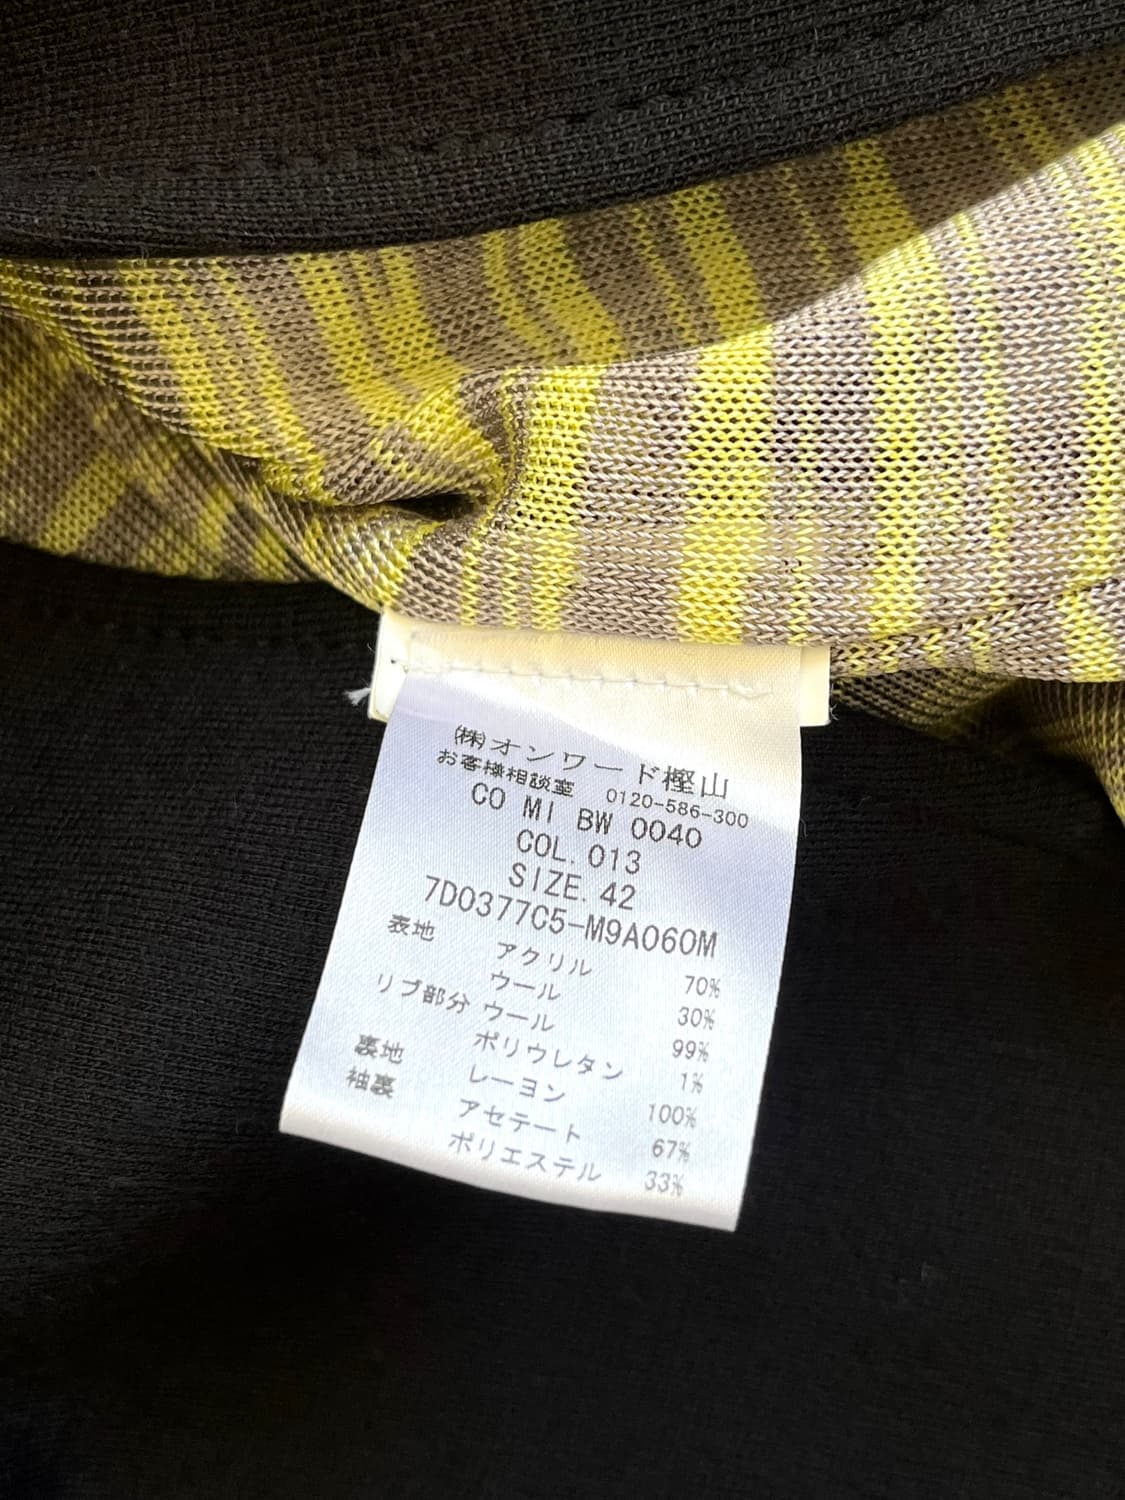 ㈱オンワード樫山
お客様相談室 0120-586-300
CO MI BW 0040
COL. 013
SIZE. 42
7D0377C5-M9A060M
表地 アクリル 70%
ウール 30%
リブ部分 ウール 99%
ポリウレタン 1%
裏地 レーヨン 100%
袖裏 アセテート 67%
ポリエステル 33%